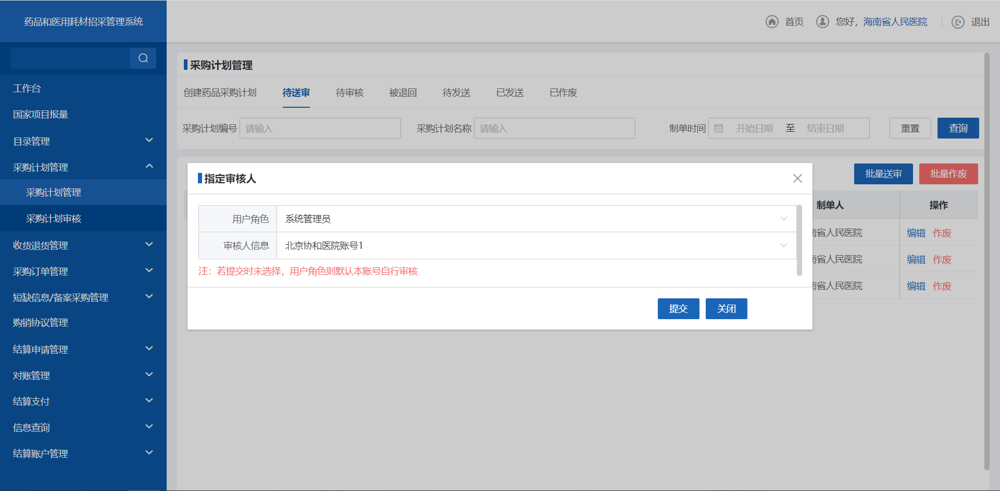 药品和医用耗材招采管理系统
首页 您好，海南省人民医院 退出
工作台
国家项目报量
目录管理
采购计划管理
采购计划管理
采购计划审核
收货退货管理
采购订单管理
短缺信息/备案采购管理
购销协议管理
结算申请管理
对账管理
结算支付
信息查询
结算账户管理
采购计划管理
创建药品采购计划 待送审 待审核 被退回 待发送 已发送 已作废
采购计划编号 请输入 采购计划名称 请输入 制单时间 开始日期 至 结束日期 重置 查询
批量送审 批量作废
制单人 操作
省人民医院 编辑 作废
省人民医院 编辑 作废
省人民医院 编辑 作废
指定审核人
用户角色 系统管理员
审核人信息 北京协和医院账号1
注：若提交时未选择，用户角色则默认本账号自行审核
提交 关闭